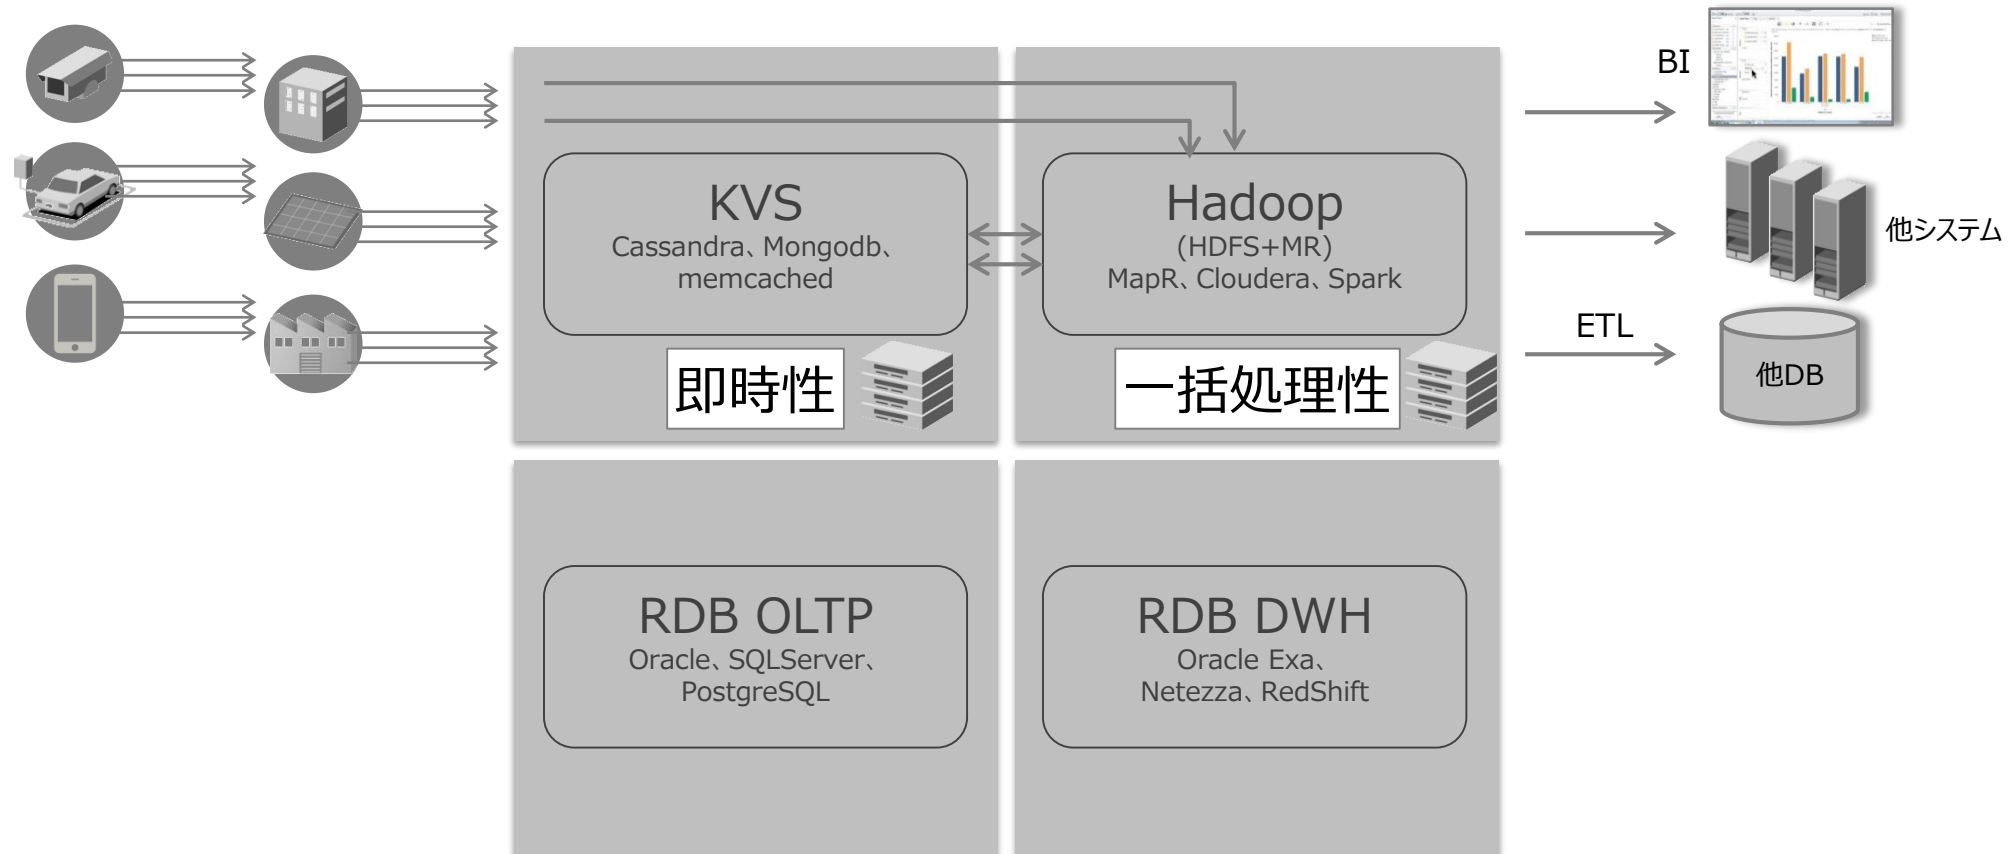 BI
KVS
Cassandra、Mongodb、
memcached
Hadoop
(HDFS+MR)
MapR、Cloudera、Spark
他システム
ETL
他DB
即時性
一括処理性
RDB OLTP
Oracle、SQLServer、
PostgreSQL
RDB DWH
Oracle Exa、
Netezza、RedShift